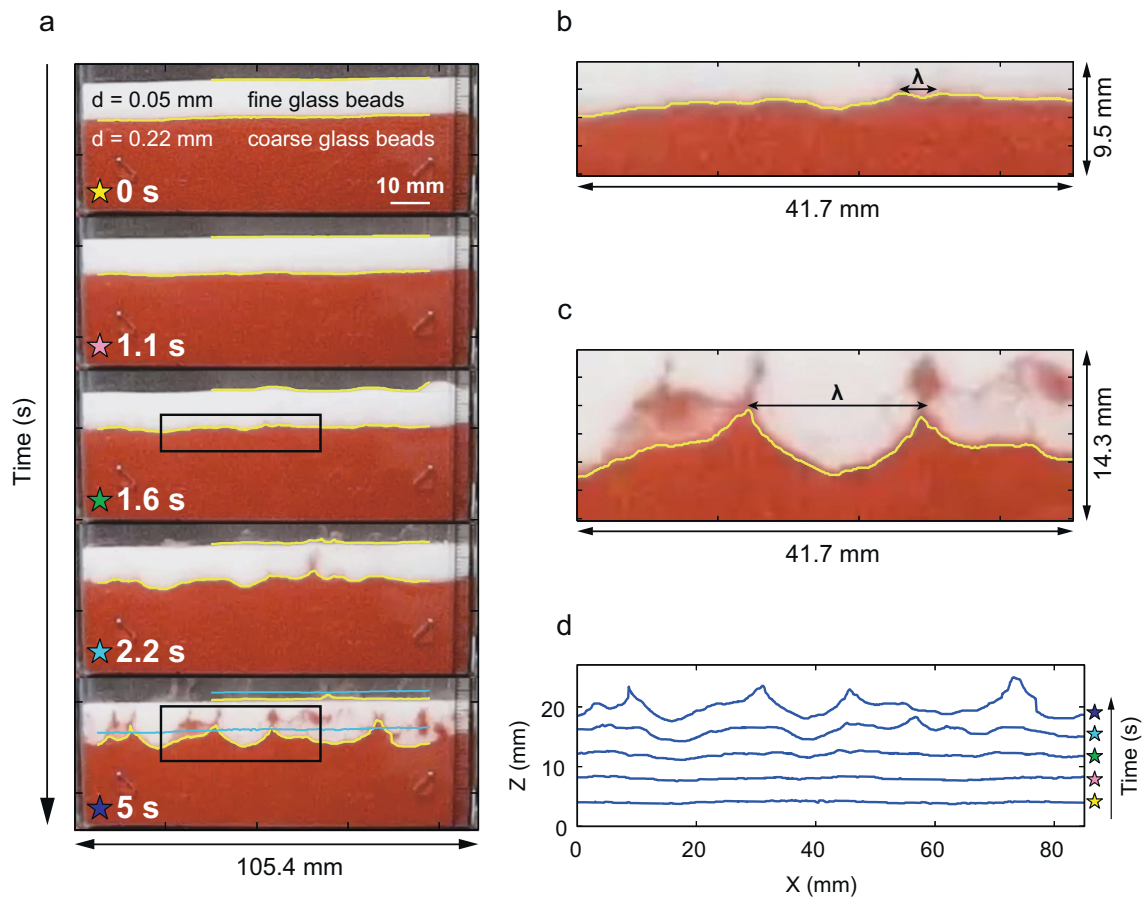 a
Time (s)
d = 0.05 mm fine glass beads
d = 0.22 mm coarse glass beads
0 s
10 mm
1.1 s
1.6 s
2.2 s
5 s
105.4 mm
b
λ
9.5 mm
41.7 mm
c
λ
14.3 mm
41.7 mm
d
Z (mm)
20
10
0
0 20 40 60 80
X (mm)
Time (s)